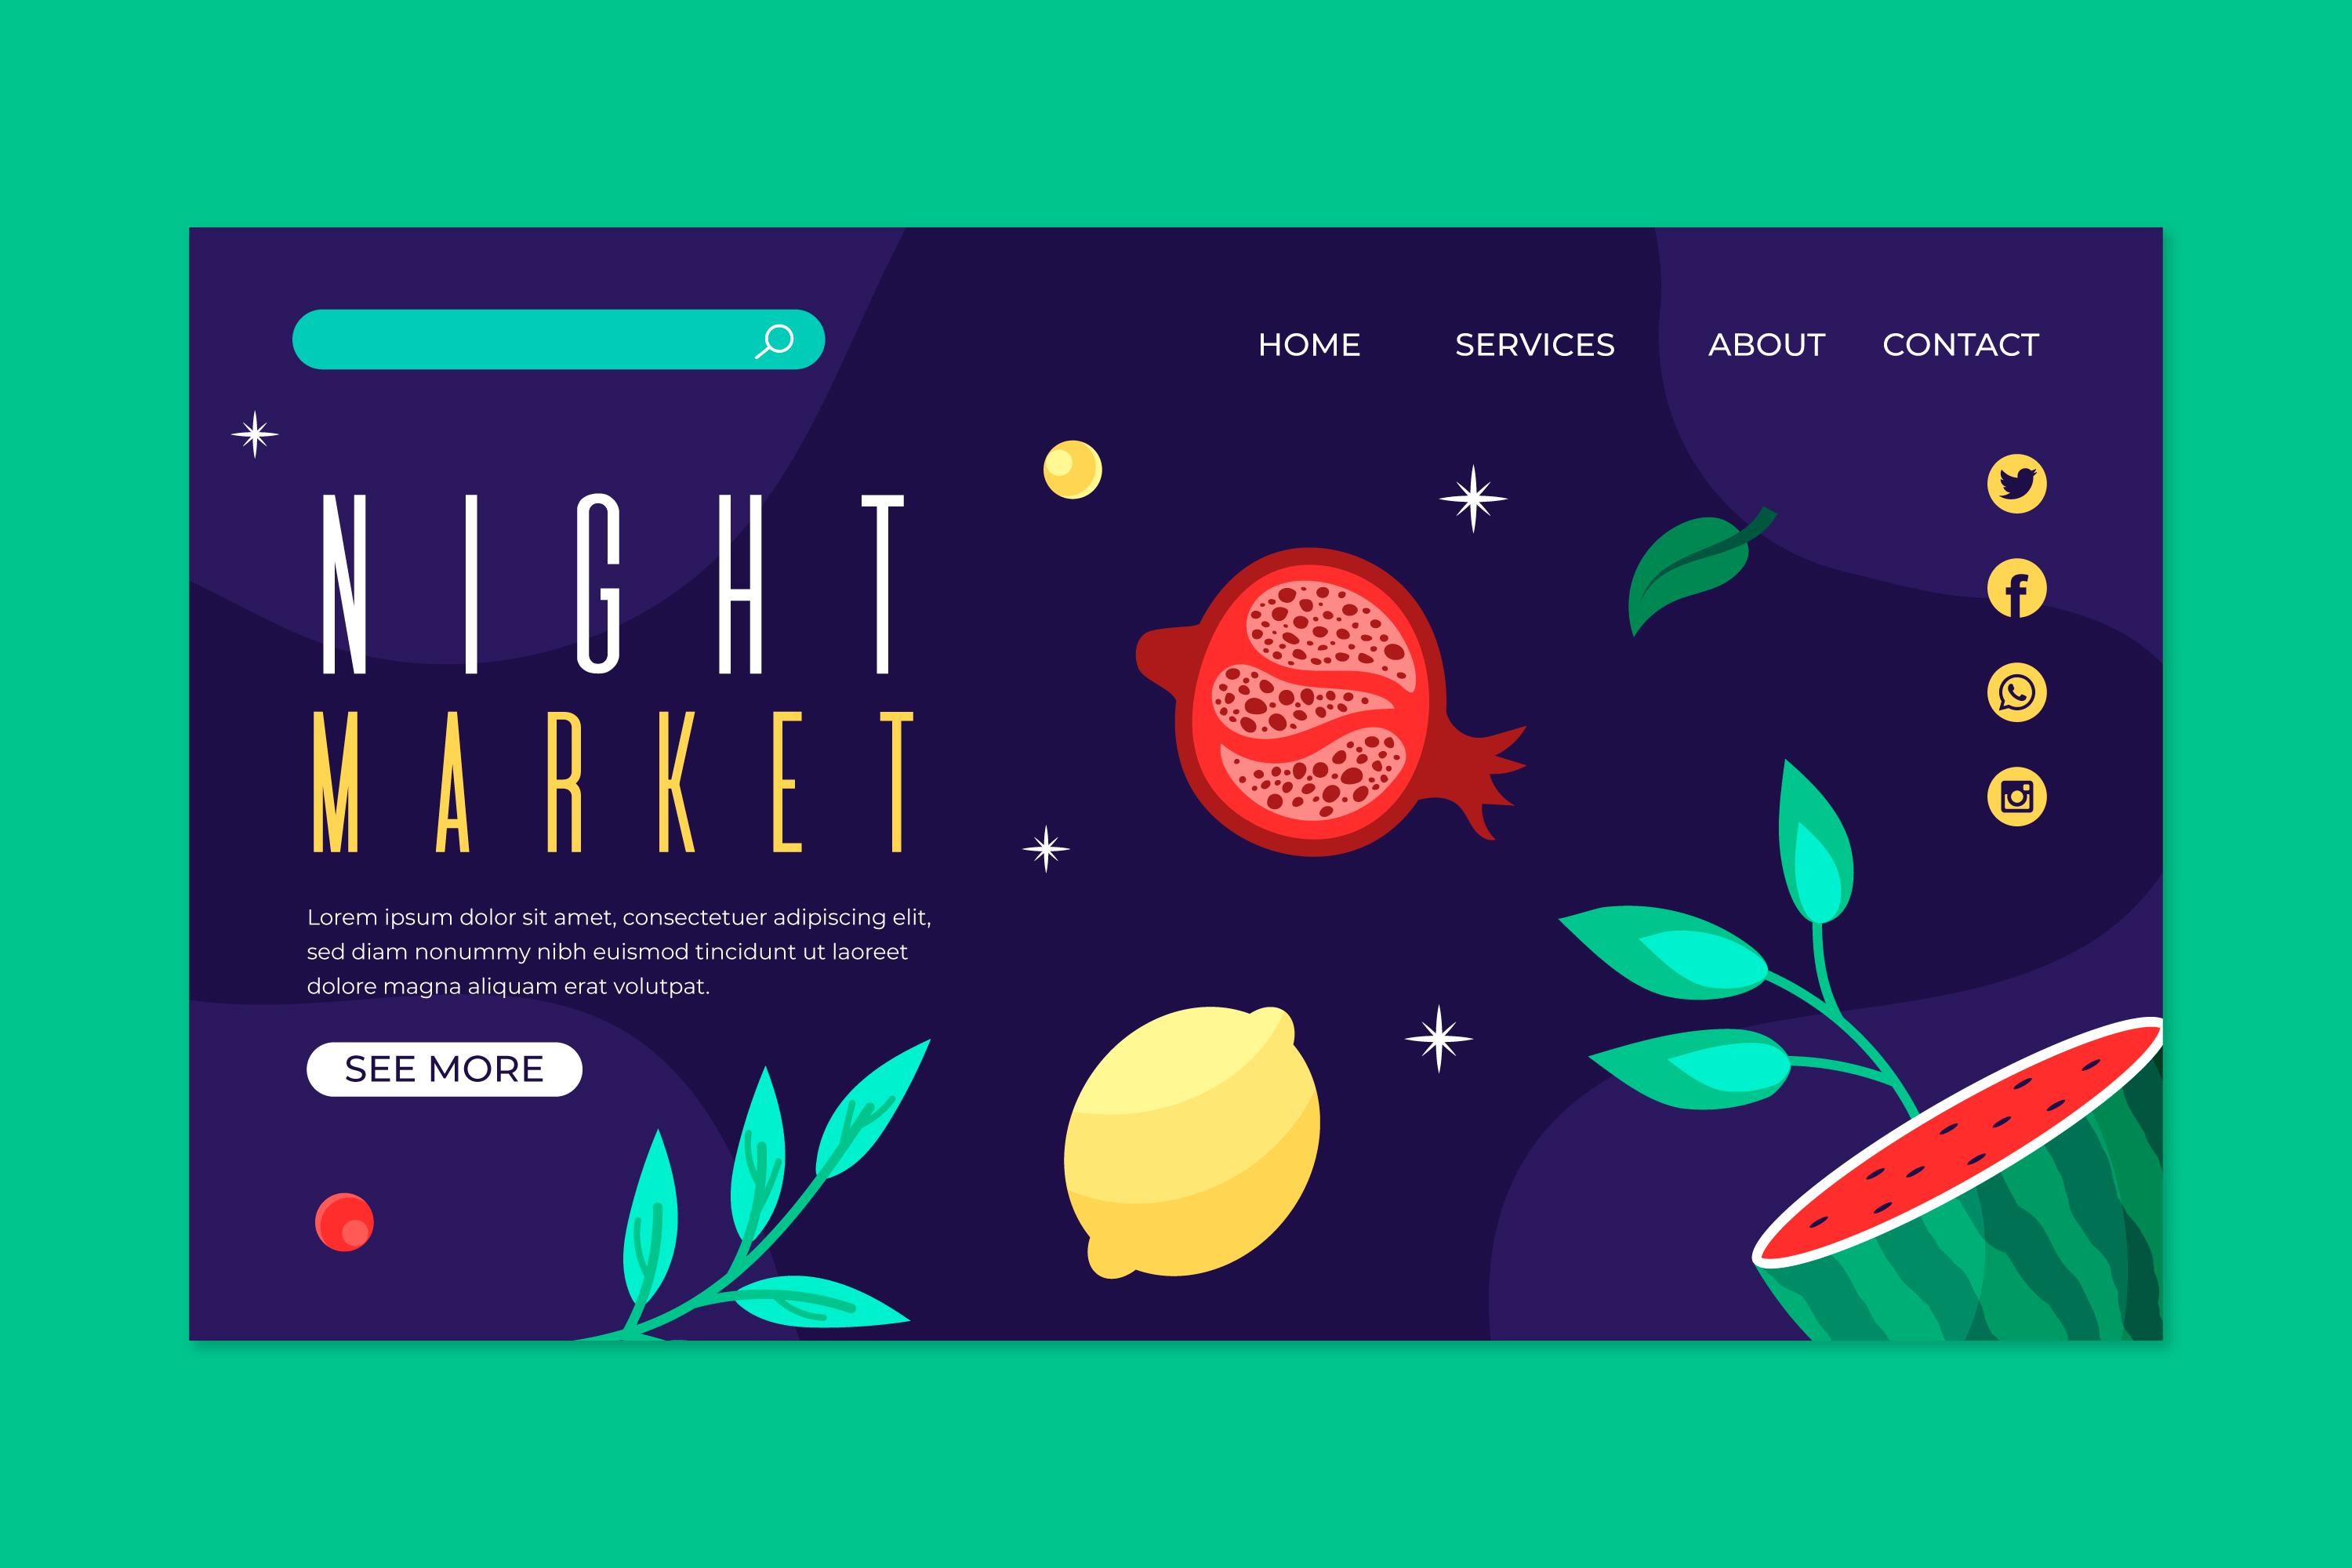 HOME SERVICES ABOUT CONTACT
NIGHT
MARKET
Lorem ipsum dolor sit amet, consectetuer adipiscing elit,
sed diam nonummy nibh euismod tincidunt ut laoreet
dolore magna aliquam erat volutpat.
SEE MORE